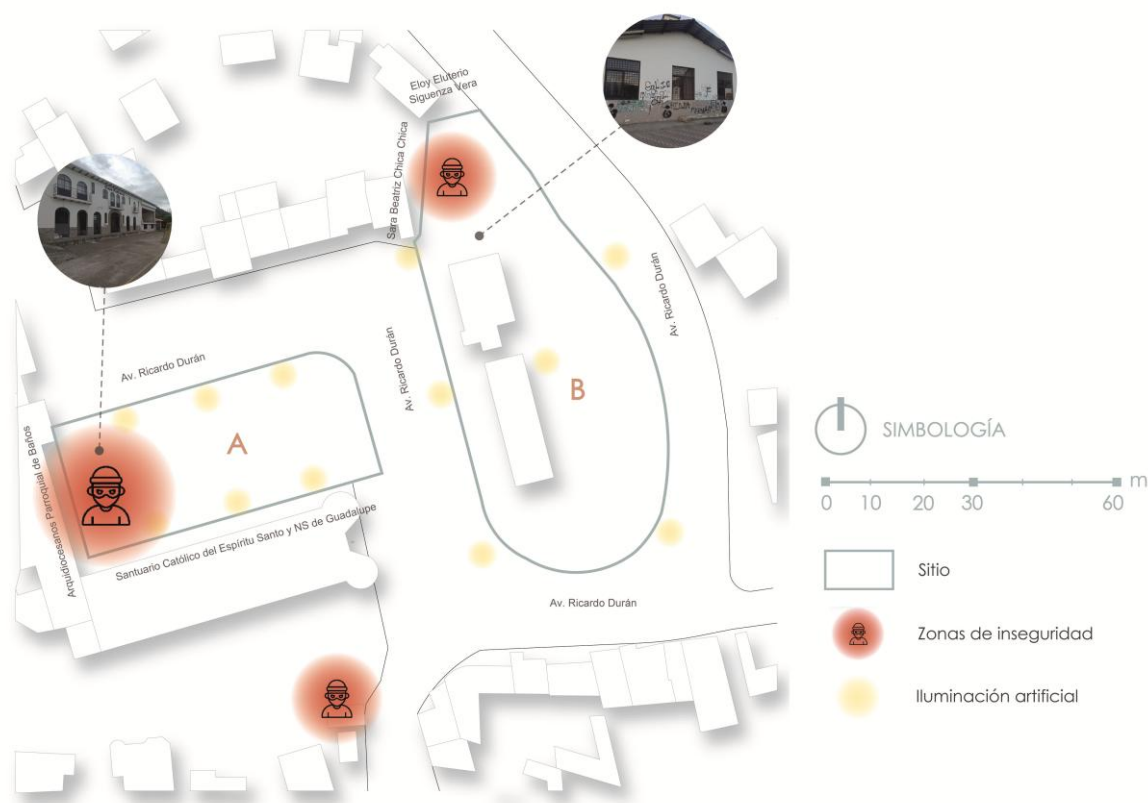 Eloy Eluterio
Siguenza Vera
Sara Beatriz Chica Chica
Av. Ricardo Durán
Av. Ricardo Durán
Av. Ricardo Durán
A
B
Arquidiocesanos Parroquial de Baños
Santuario Católico del Espíritu Santo y NS de Guadalupe
Av. Ricardo Durán
SIMBOLOGÍA
0 10 20 30 60 m
Sitio
Zonas de inseguridad
Iluminación artificial